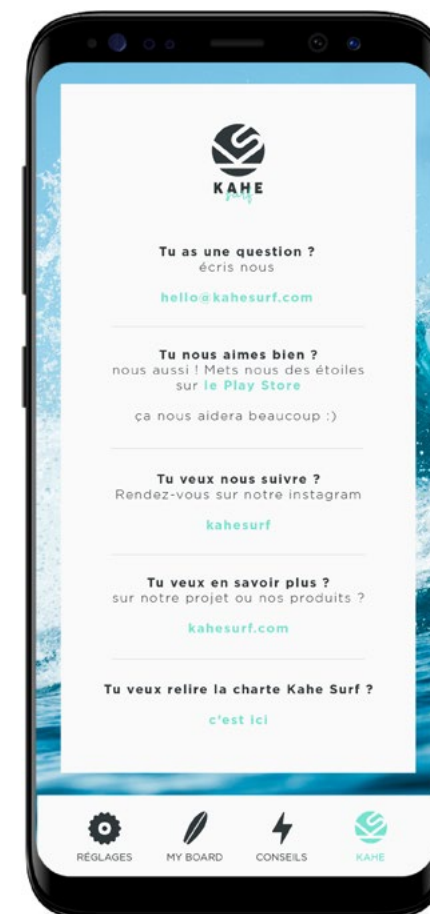 KAHE
surf
Tu as une question ?
écris nous
hello@kahesurf.com
Tu nous aimes bien ?
nous aussi ! Mets nous des étoiles
sur le Play Store
ça nous aidera beaucoup :)
Tu veux nous suivre ?
Rendez-vous sur notre instagram
kahesurf
Tu veux en savoir plus ?
sur notre projet ou nos produits ?
kahesurf.com
Tu veux relire la charte Kahe Surf ?
c'est ici
RÉGLAGES
MY BOARD
CONSEILS
KAHE